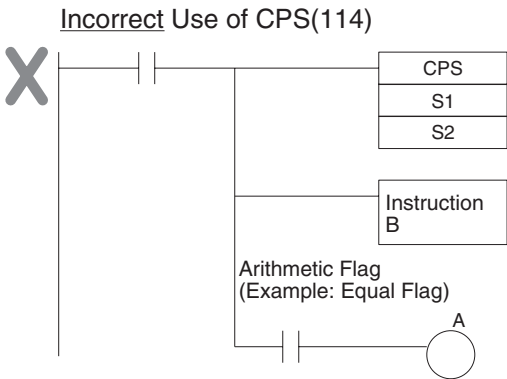 Incorrect Use of CPS(114)
X
CPS
S1
S2
Instruction
B
Arithmetic Flag
(Example: Equal Flag)
A